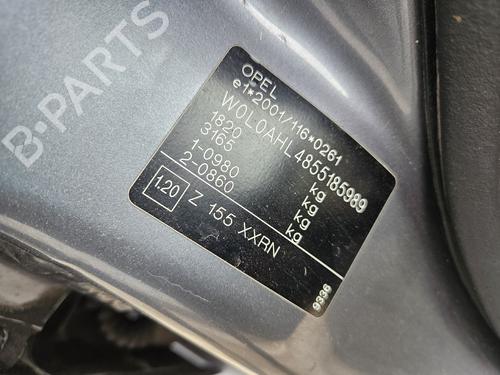 B-PARTS
OPEL
e1*2001/116*0261
W0L0AHL4855185989
1820 kg
3165 kg
1-0980 kg
2-0860 kg
1.20 Z 155 XXRN
9336